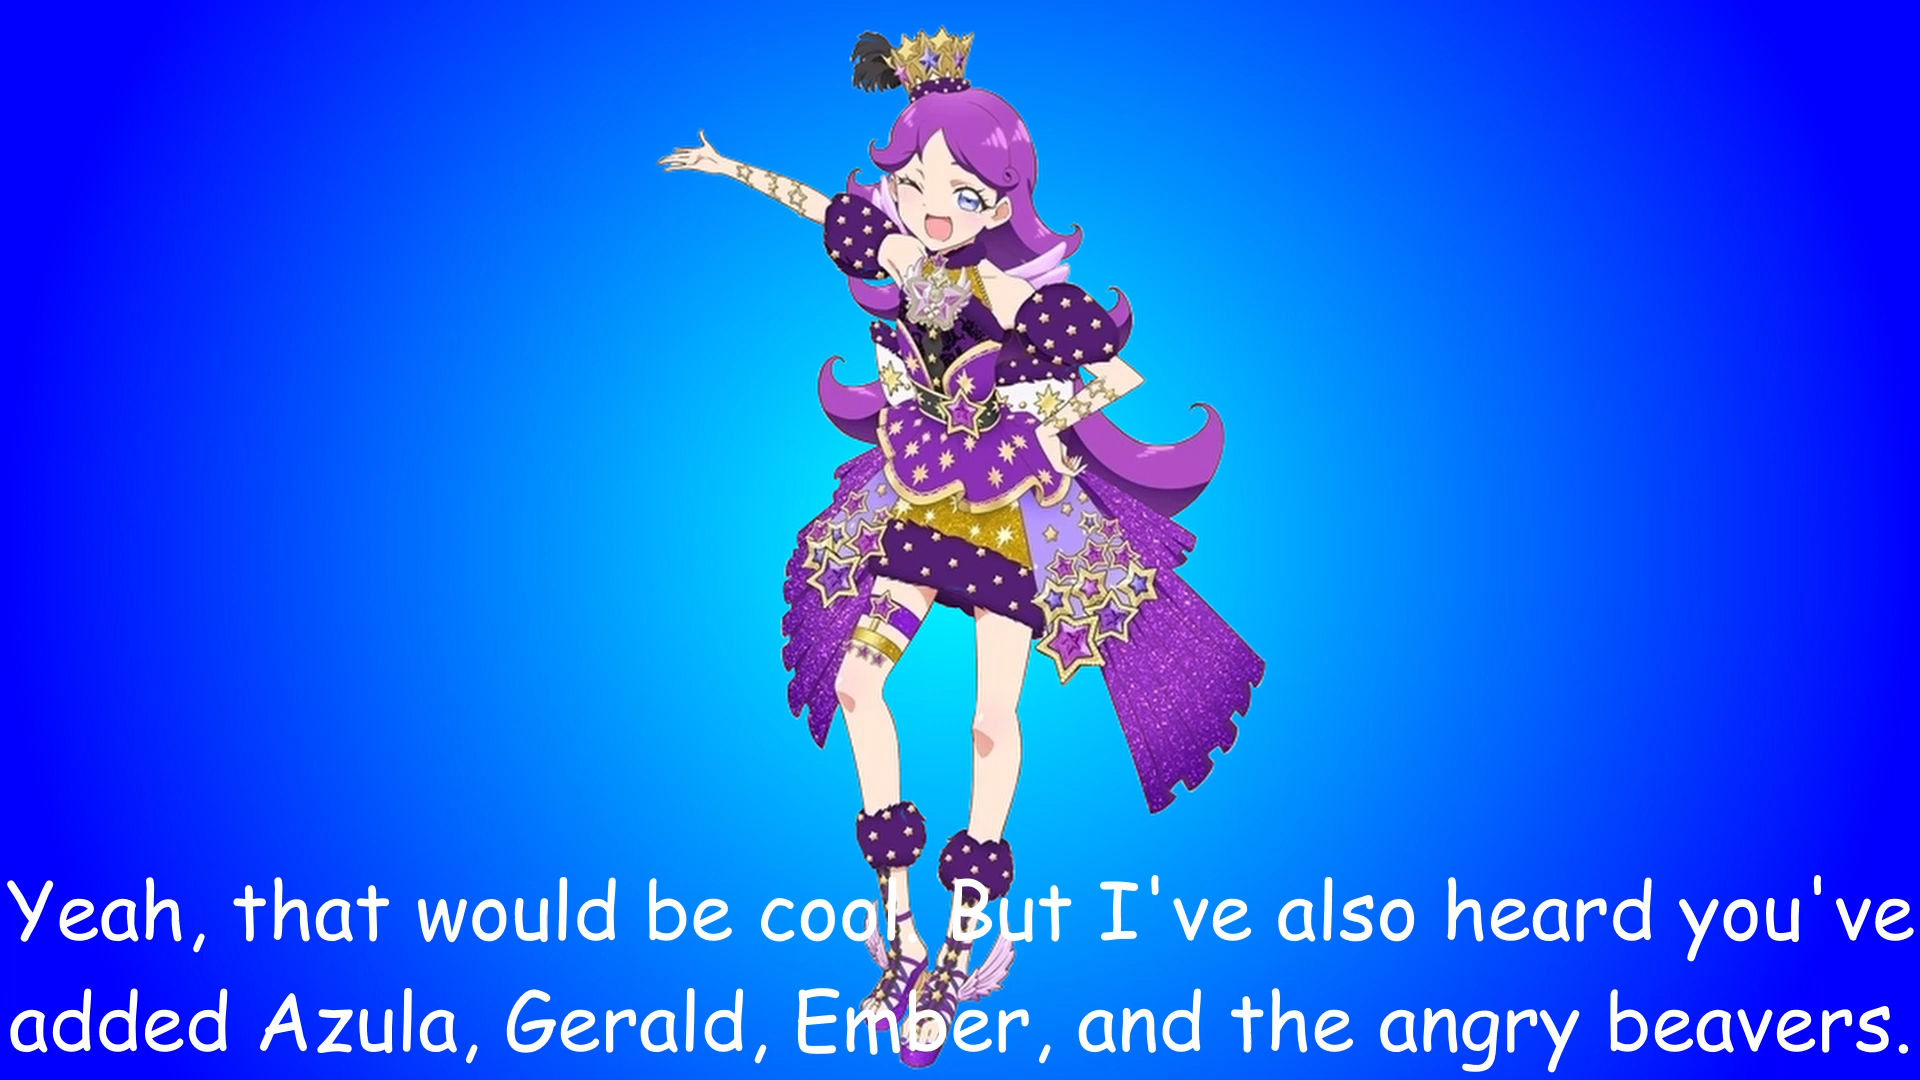 Yeah, that would be cool. But I've also heard you've
added Azula, Gerald, Ember, and the angry beavers.